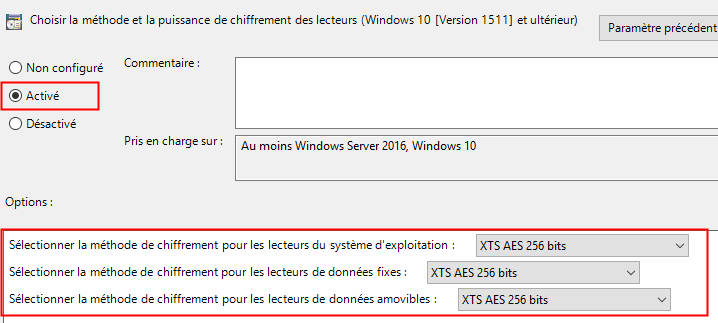 Choisir la méthode et la puissance de chiffrement des lecteurs (Windows 10 [Version 1511] et ultérieur)
Paramètre précédent
Non configuré
Commentaire :
Activé
Désactivé
Pris en charge sur :
Au moins Windows Server 2016, Windows 10
Options :
Sélectionner la méthode de chiffrement pour les lecteurs du système d'exploitation : XTS AES 256 bits
Sélectionner la méthode de chiffrement pour les lecteurs de données fixes : XTS AES 256 bits
Sélectionner la méthode de chiffrement pour les lecteurs de données amovibles : XTS AES 256 bits